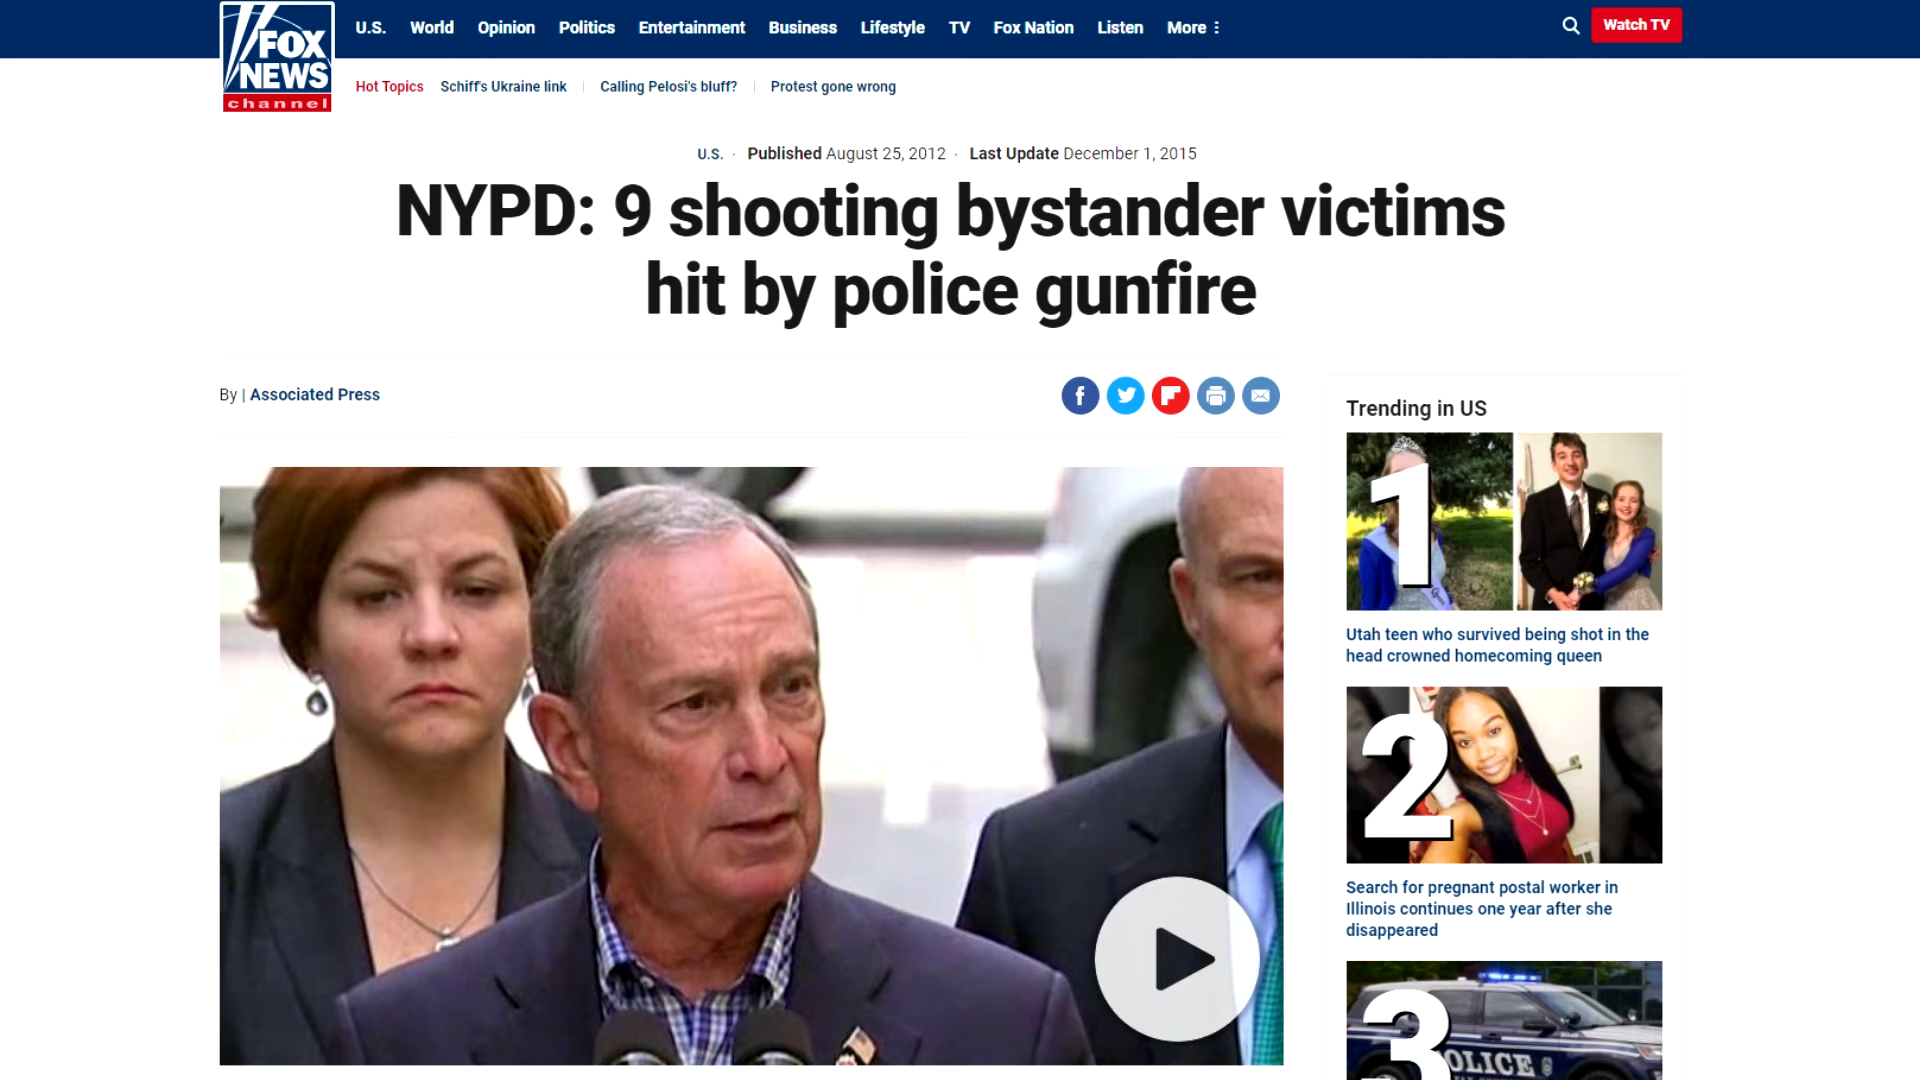 FOX
NEWS
channel
U.S. World Opinion Politics Entertainment Business Lifestyle TV Fox Nation Listen More
Watch TV
Hot Topics Schiff's Ukraine link Calling Pelosi's bluff? Protest gone wrong
U.S. · Published August 25, 2012 · Last Update December 1, 2015
NYPD: 9 shooting bystander victims
hit by police gunfire
By | Associated Press
Trending in US
1
Utah teen who survived being shot in the
head crowned homecoming queen
2
Search for pregnant postal worker in
Illinois continues one year after she
disappeared
3
OLICE